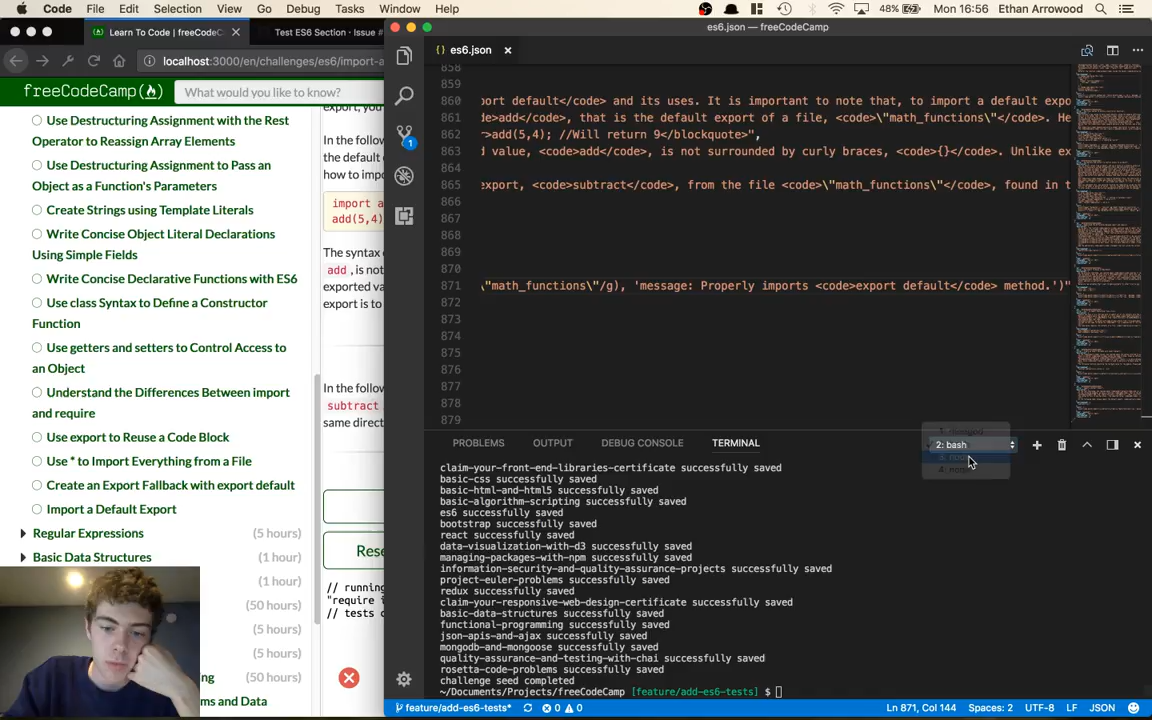 Code File Edit Selection View Go Debug Tasks Window Help
48% Mon 16:56 Ethan Arrowood
Learn To Code | freeCodeC
Test ES6 Section · Issue #
localhost:3000/en/challenges/es6/import-a
freeCodeCamp
What would you like to know?
Use Destructuring Assignment with the Rest
Operator to Reassign Array Elements
Use Destructuring Assignment to Pass an
Object as a Function's Parameters
Create Strings using Template Literals
Write Concise Object Literal Declarations
Using Simple Fields
Write Concise Declarative Functions with ES6
Use class Syntax to Define a Constructor
Function
Use getters and setters to Control Access to
an Object
Understand the Differences Between import
and require
Use export to Reuse a Code Block
Use * to Import Everything from a File
Create an Export Fallback with export default
Import a Default Export
Regular Expressions (5 hours)
Basic Data Structures (1 hour)
(1 hour)
(50 hours)
(5 hours)
(5 hours)
ng (50 hours)
ms and Data
export, you
In the follow
the default
how to impo
import a
add(5,4)
The syntax
add , is not
exported va
export is to
In the follow
subtract
same direct
Rese
// running
"require i
// tests c
es6.json — freeCodeCamp
{} es6.json
858
859
860 port default</code> and its uses. It is important to note that, to import a default expo
861 de>add</code>, that is the default export of a file, <code>\"math_functions\"</code>. He
862 r>add(5,4); //Will return 9</blockquote>",
863 d value, <code>add</code>, is not surrounded by curly braces, <code>{}</code>. Unlike ex
864
865 export, <code>subtract</code>, from the file <code>\"math_functions\"</code>, found in t
866
867
868
869
870
871 \"math_functions\"/g), 'message: Properly imports <code>export default</code> method.')"
872
873
874
875
876
877
878
879
PROBLEMS OUTPUT DEBUG CONSOLE TERMINAL
2: bash
claim-your-front-end-libraries-certificate successfully saved
basic-css successfully saved
basic-html-and-html5 successfully saved
basic-algorithm-scripting successfully saved
es6 successfully saved
bootstrap successfully saved
react successfully saved
data-visualization-with-d3 successfully saved
managing-packages-with-npm successfully saved
information-security-and-quality-assurance-projects successfully saved
project-euler-problems successfully saved
redux successfully saved
claim-your-responsive-web-design-certificate successfully saved
basic-data-structures successfully saved
functional-programming successfully saved
json-apis-and-ajax successfully saved
mongodb-and-mongoose successfully saved
quality-assurance-and-testing-with-chai successfully saved
rosetta-code-problems successfully saved
challenge seed completed
~/Documents/Projects/freeCodeCamp [feature/add-es6-tests] $
feature/add-es6-tests* 0 0 Ln 871, Col 144 Spaces: 2 UTF-8 LF JSON